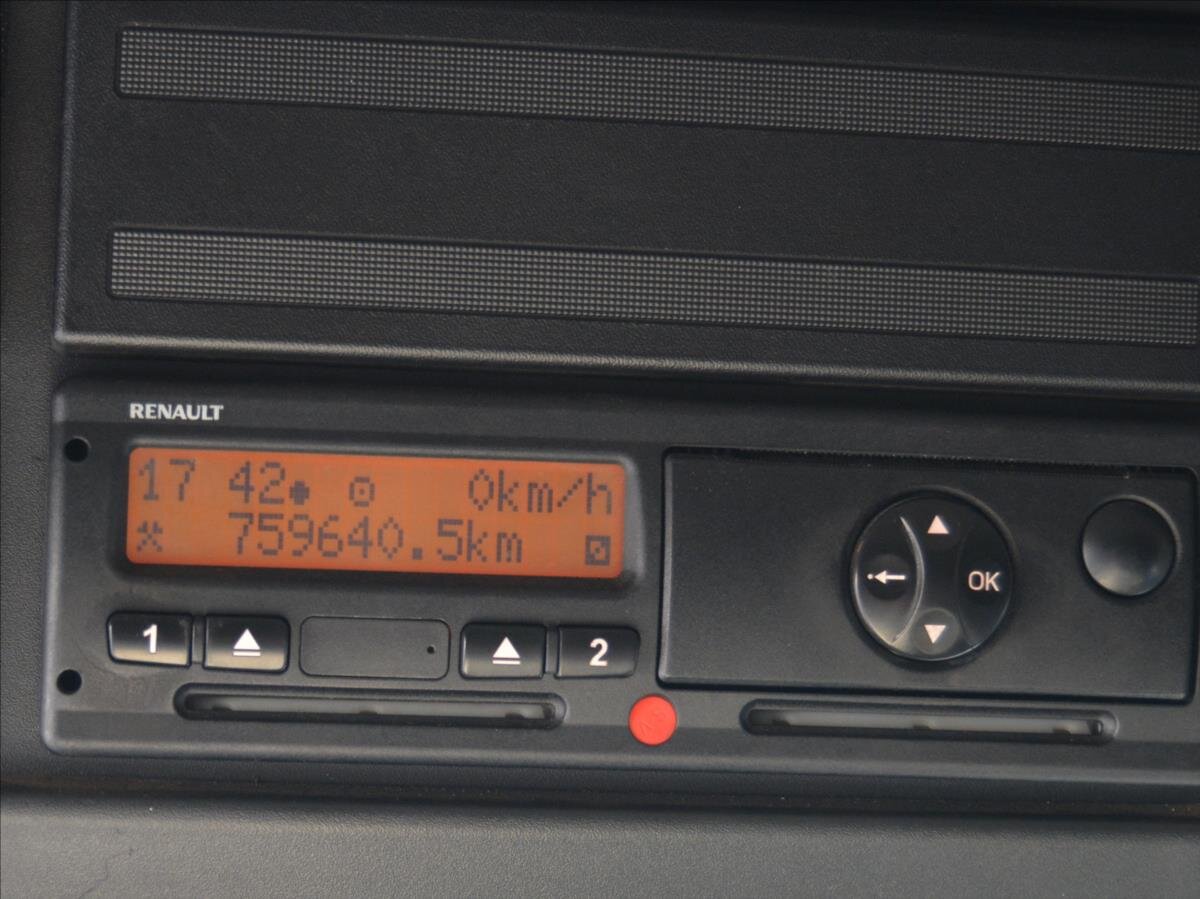 RENAULT
17 42 0km/h
759640.5km
1
2
OK